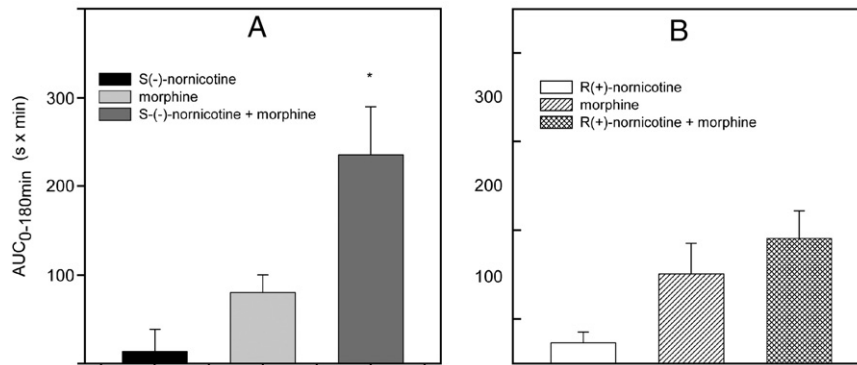 A
S(-)-nornicotine
morphine
S-(-)-nornicotine + morphine
*
AUC0-180min (s x min)
300
200
100
B
R(+)-nornicotine
morphine
R(+)-nornicotine + morphine
300
200
100